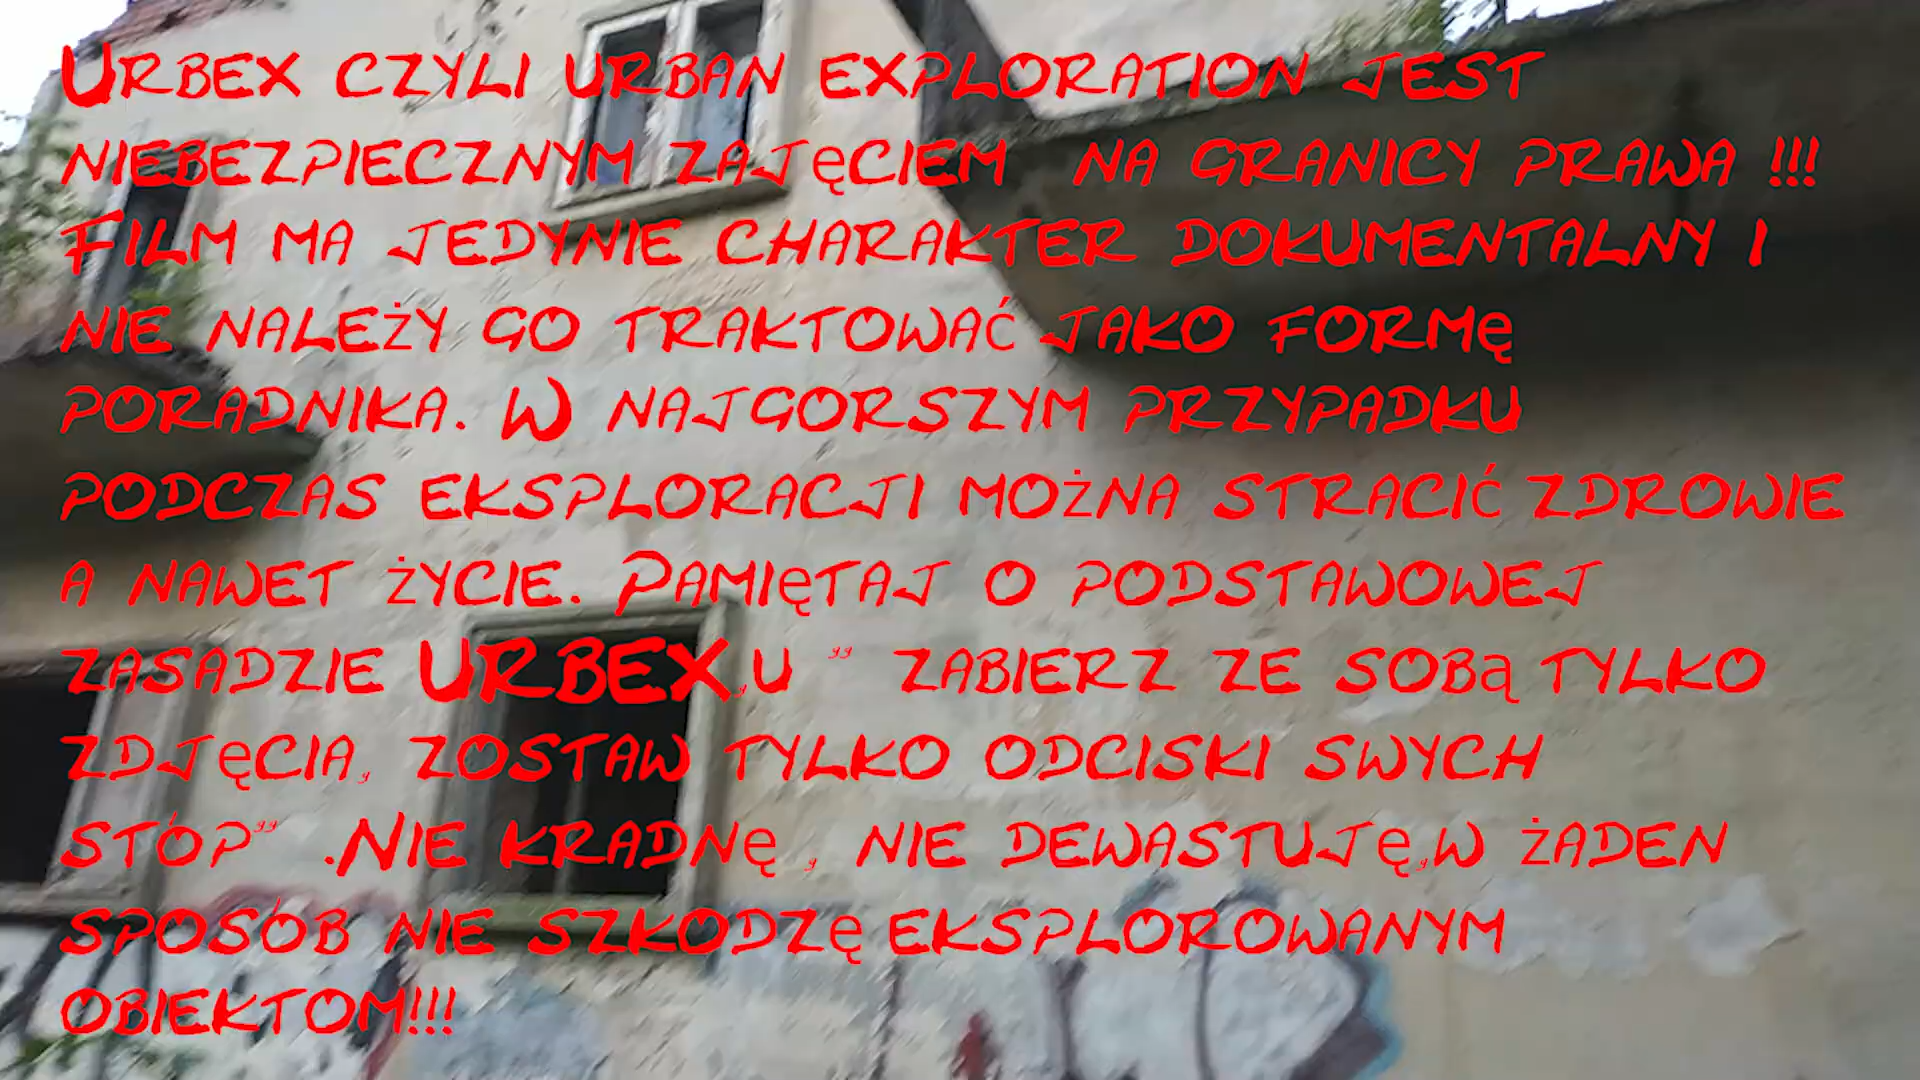 Urbex czyli urban exploration jest
niebezpiecznym zajęciem na granicy prawa !!!
Film ma jedynie charakter dokumentalny i
nie należy go traktować jako formę
poradnika. W najgorszym przypadku
podczas eksploracji można stracić zdrowie
a nawet życie. Pamiętaj o podstawowej
zasadzie URBEX,u " zabierz ze sobą tylko
zdjęcia, zostaw tylko odciski swych
stóp" .Nie kradnę , nie dewastuję,w żaden
sposób nie szkodzę eksplorowanym
obiektom!!!